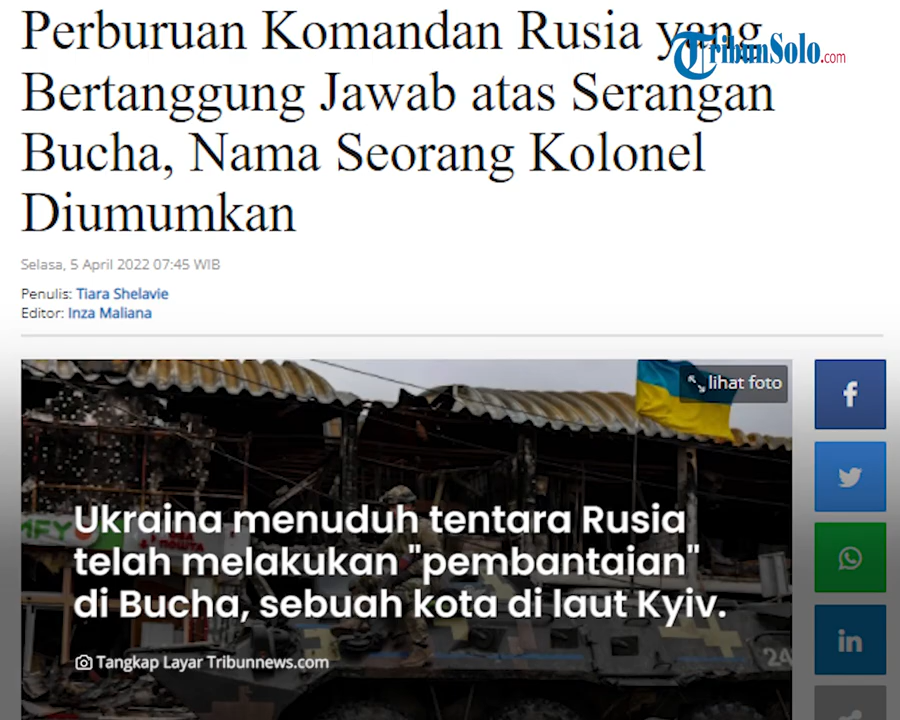 Perburuan Komandan Rusia yang
TribunSolo.com
Bertanggung Jawab atas Serangan
Bucha, Nama Seorang Kolonel
Diumumkan
Selasa, 5 April 2022 07:45 WIB
Penulis: Tiara Shelavie
Editor: Inza Maliana
lihat foto
Ukraina menuduh tentara Rusia
telah melakukan "pembantaian"
di Bucha, sebuah kota di laut Kyiv.
Tangkap Layar Tribunnews.com
ПОШТА
24